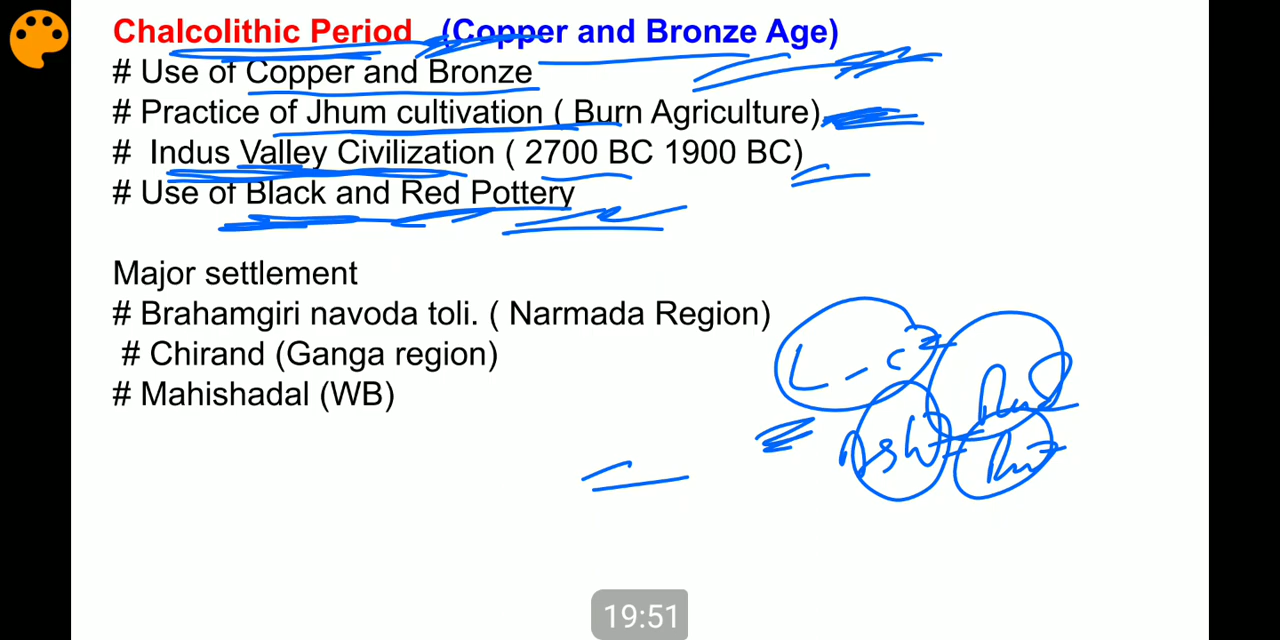 Chalcolithic Period (Copper and Bronze Age)
# Use of Copper and Bronze
# Practice of Jhum cultivation ( Burn Agriculture)
# Indus Valley Civilization ( 2700 BC 1900 BC)
# Use of Black and Red Pottery
Major settlement
# Brahamgiri navoda toli. ( Narmada Region)
# Chirand (Ganga region)
# Mahishadal (WB)
19:51